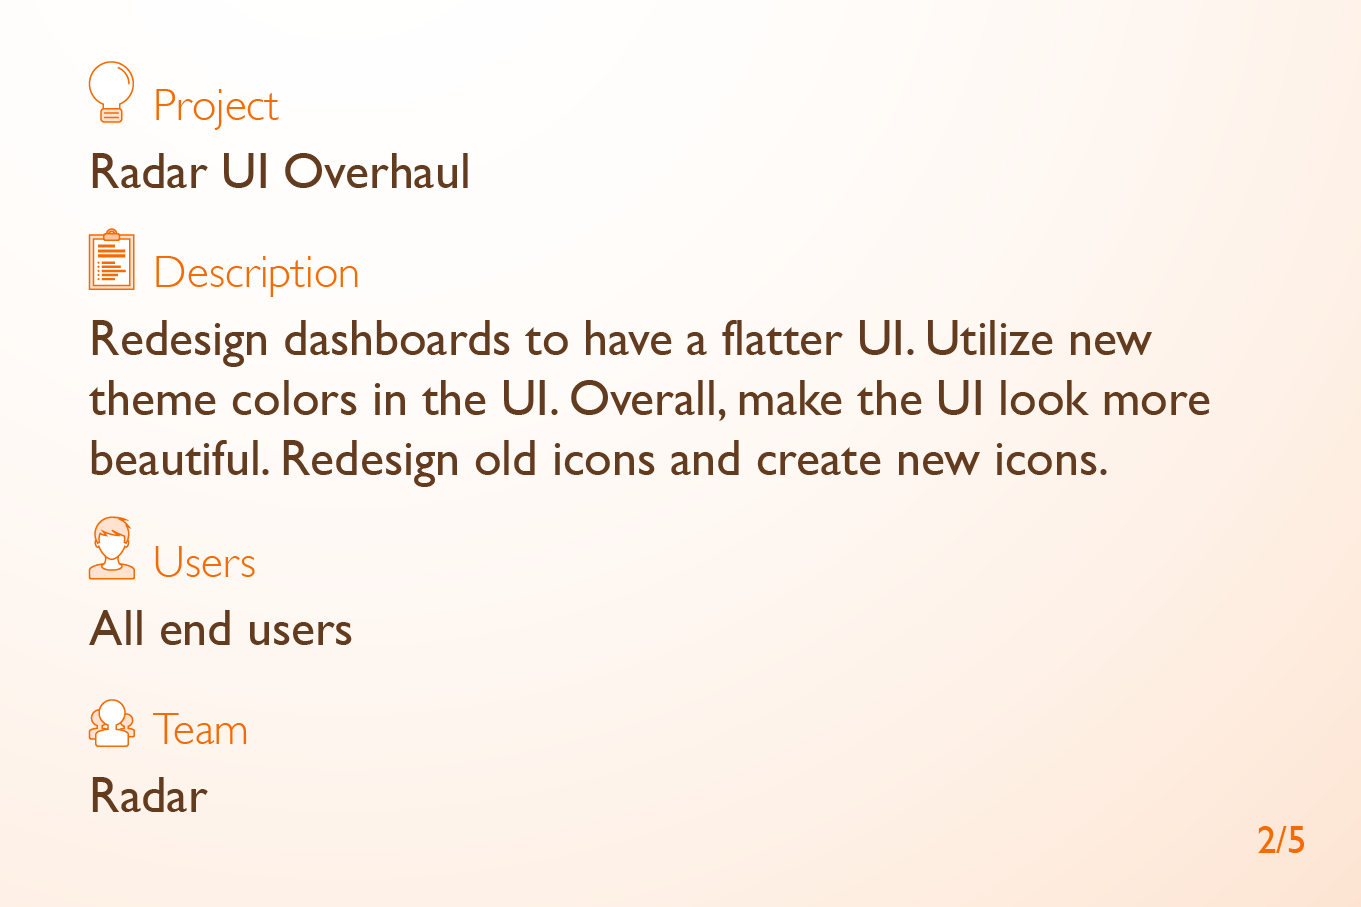 Project
Radar UI Overhaul
Description
Redesign dashboards to have a flatter UI. Utilize new
theme colors in the UI. Overall, make the UI look more
beautiful. Redesign old icons and create new icons.
Users
All end users
Team
Radar
2/5